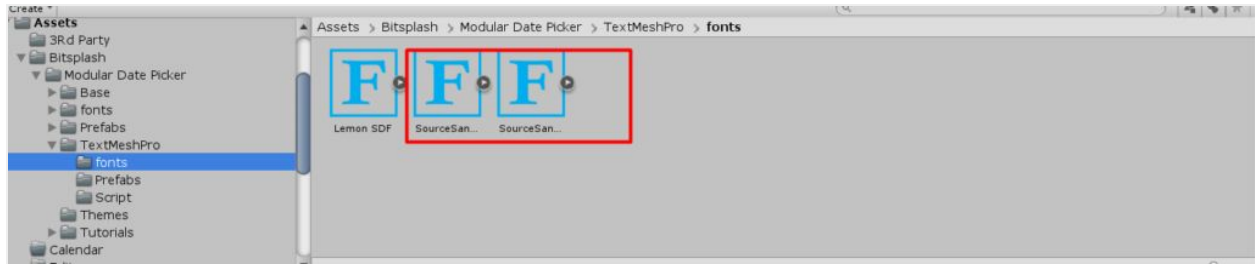 Create
Assets
3Rd Party
Bitsplash
Modular Date Picker
Base
fonts
Prefabs
TextMeshPro
fonts
Prefabs
Script
Themes
Tutorials
Calendar
Assets > Bitsplash > Modular Date Picker > TextMeshPro > fonts
F F F
Lemon SDF SourceSan... SourceSan...